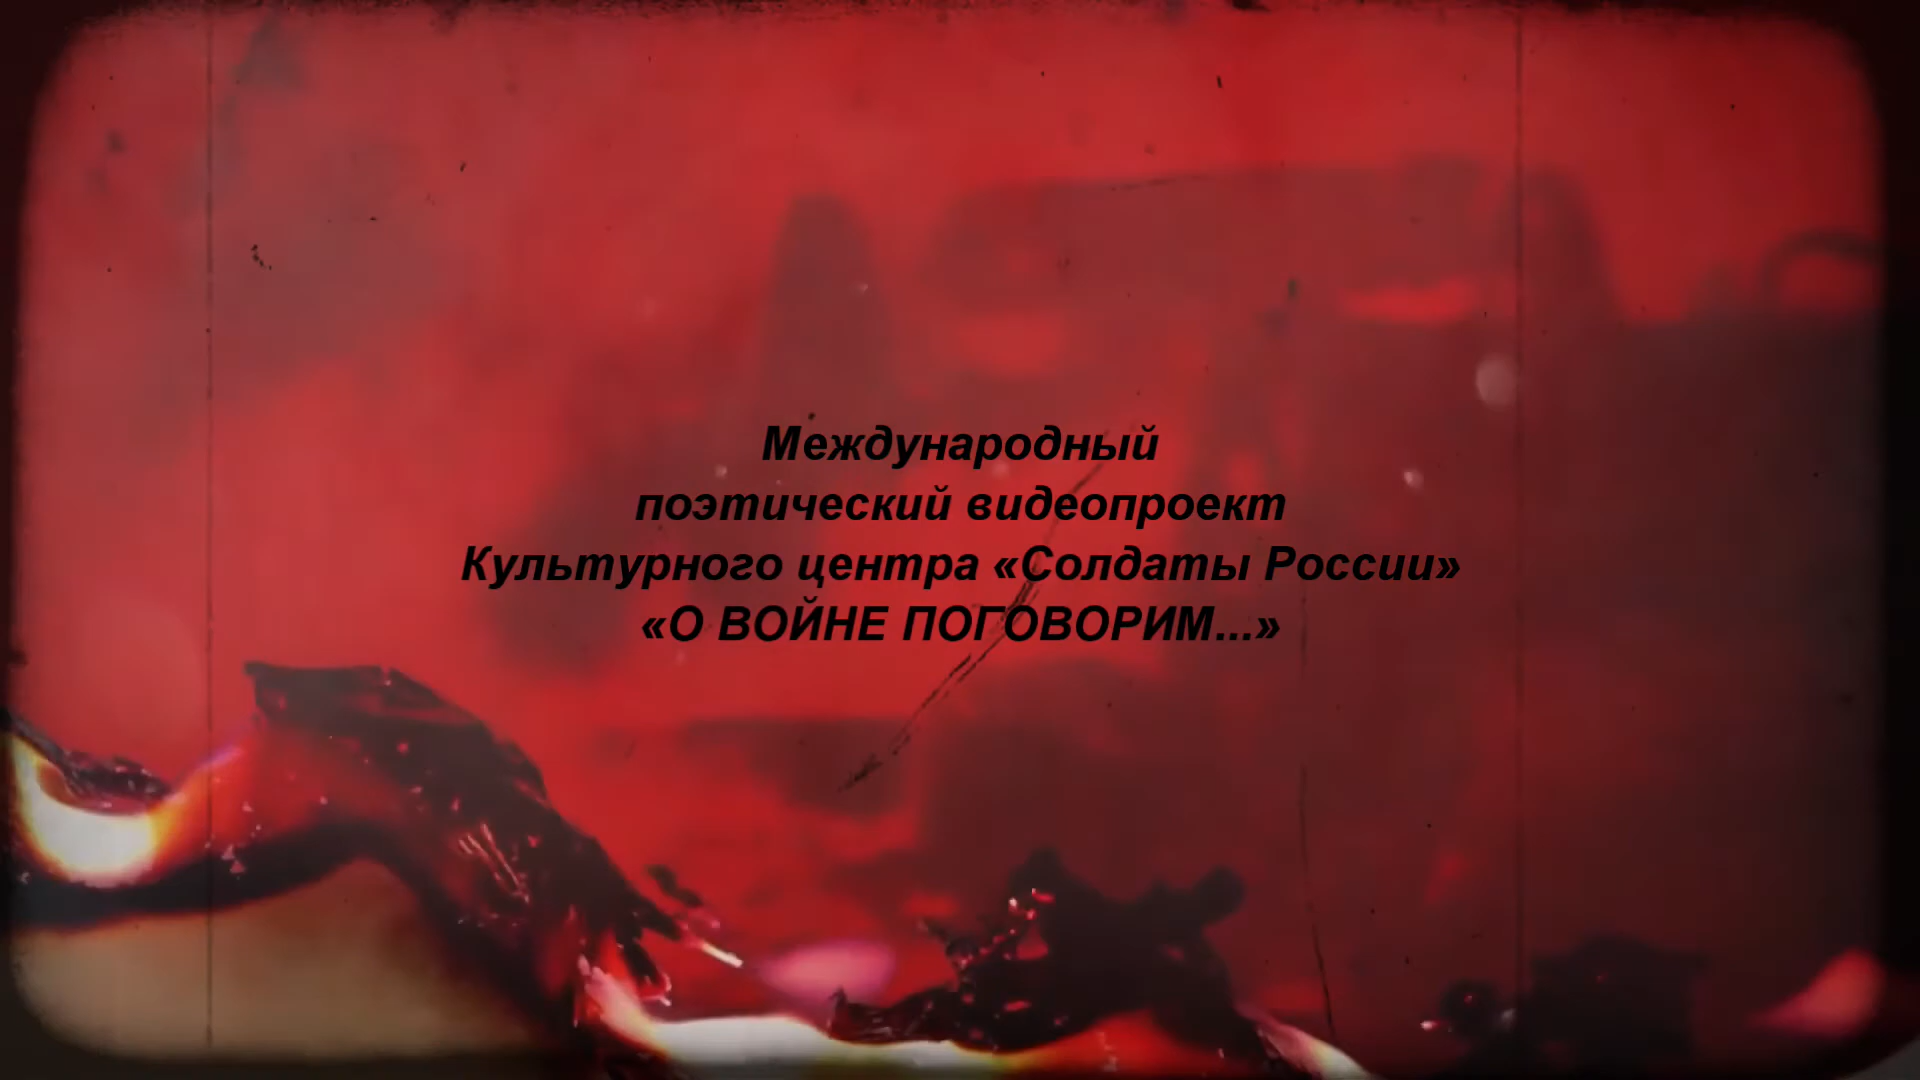 Международный
поэтический видеопроект
Культурного центра «Солдаты России»
«О ВОЙНЕ ПОГОВОРИМ...»